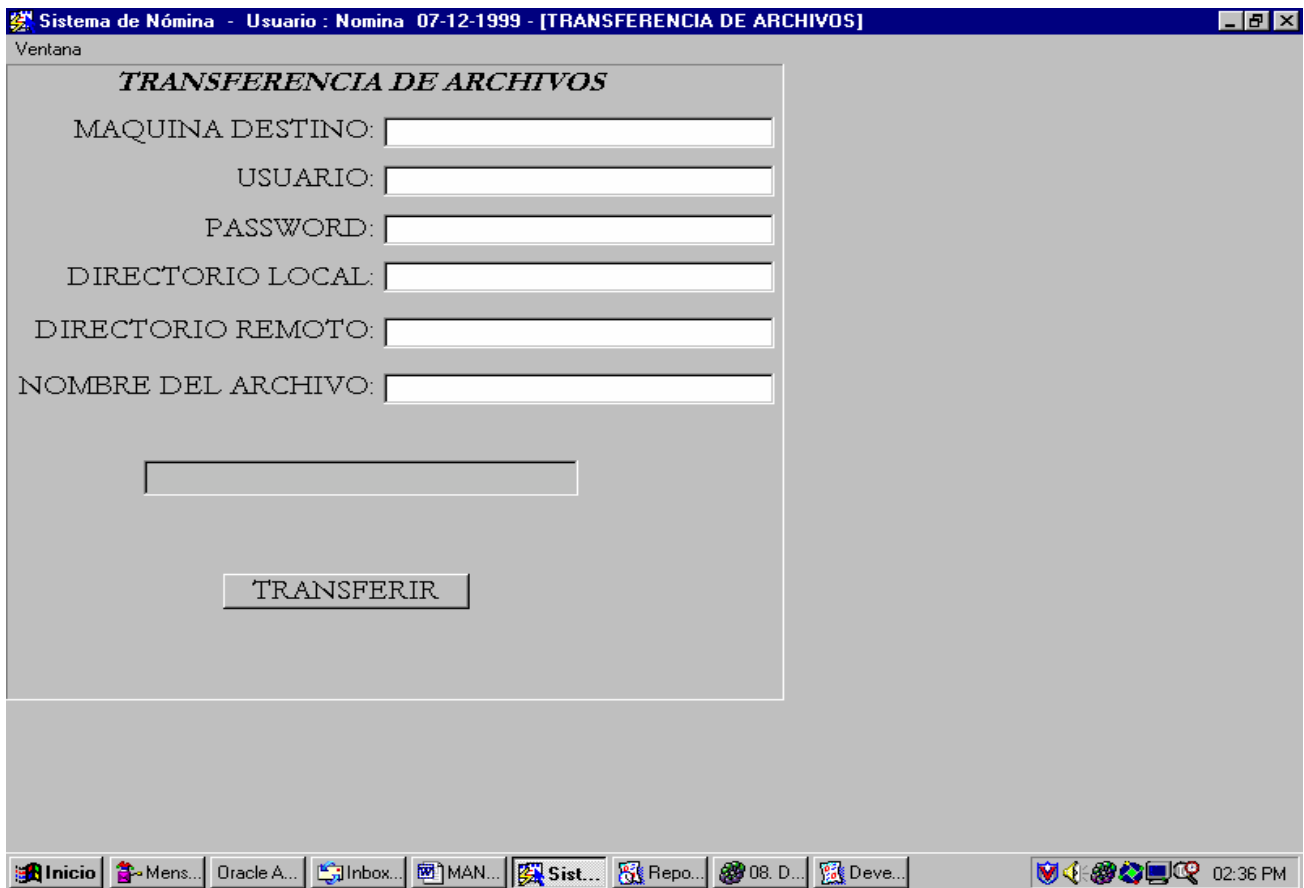 Sistema de Nómina - Usuario : Nomina 07-12-1999 - [TRANSFERENCIA DE ARCHIVOS]
Ventana
TRANSFERENCIA DE ARCHIVOS
MAQUINA DESTINO:
USUARIO:
PASSWORD:
DIRECTORIO LOCAL:
DIRECTORIO REMOTO:
NOMBRE DEL ARCHIVO:
TRANSFERIR
Inicio Mens... Oracle A... Inbox... MAN... Sist... Repo... 08. D... Deve... 02:36 PM